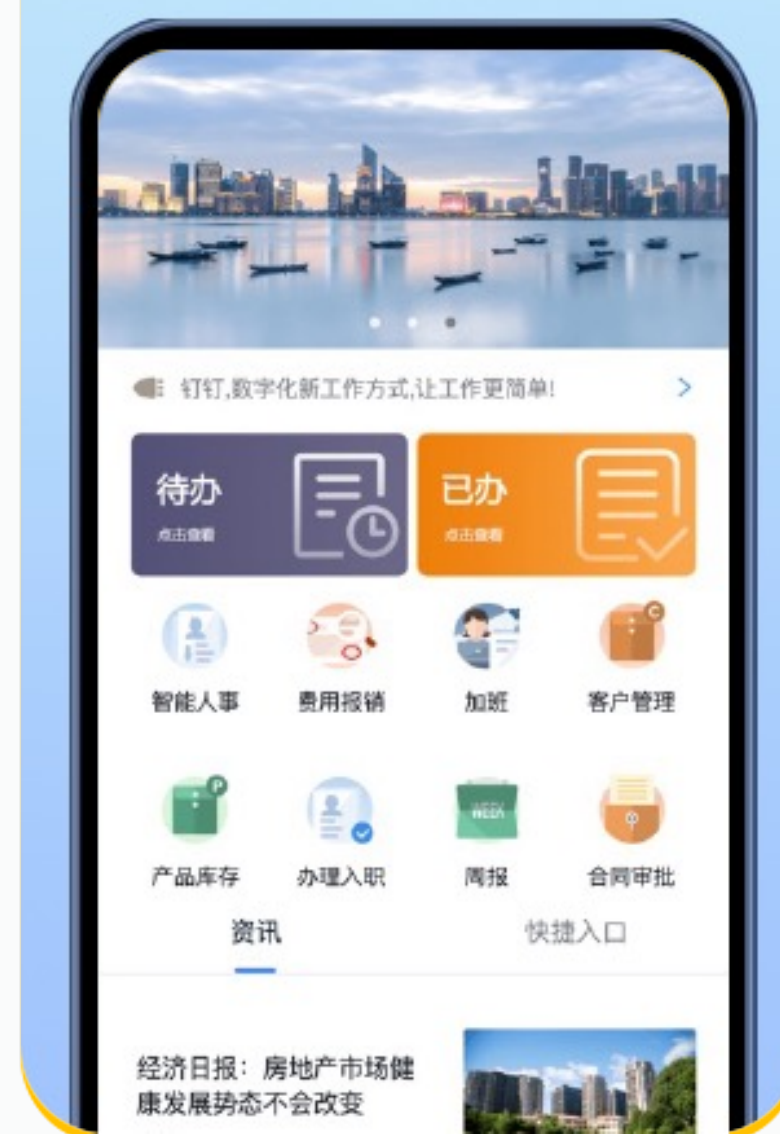 钉钉,数字化新工作方式,让工作更简单!
待办
点击查看
已办
点击查看
智能人事
费用报销
加班
客户管理
C
产品库存
P
办理入职
周报
WEEK
合同审批
资讯
快捷入口
经济日报：房地产市场健
康发展势态不会改变